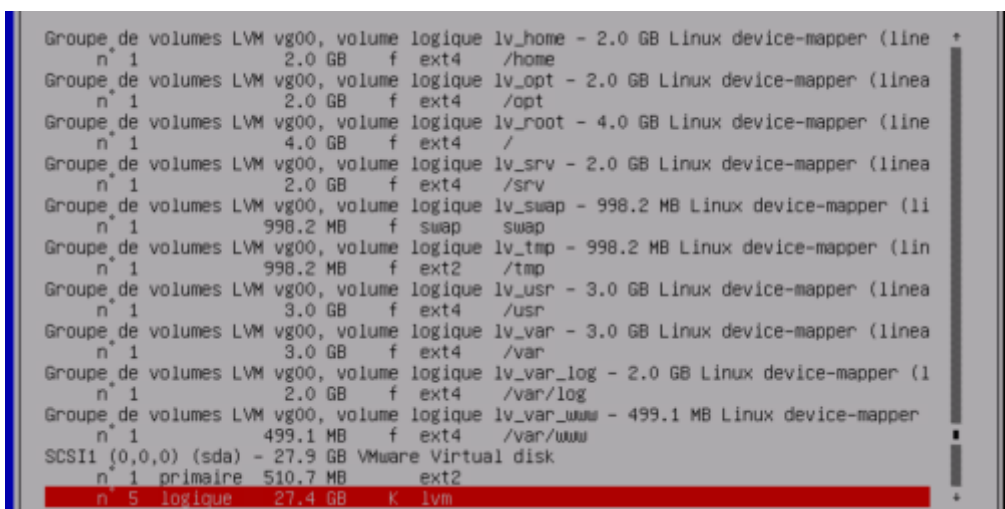 Groupe de volumes LVM vg00, volume logique lv_home - 2.0 GB Linux device-mapper (line
n° 1 2.0 GB f ext4 /home
Groupe de volumes LVM vg00, volume logique lv_opt - 2.0 GB Linux device-mapper (linea
n° 1 2.0 GB f ext4 /opt
Groupe de volumes LVM vg00, volume logique lv_root - 4.0 GB Linux device-mapper (line
n° 1 4.0 GB f ext4 /
Groupe de volumes LVM vg00, volume logique lv_srv - 2.0 GB Linux device-mapper (linea
n° 1 2.0 GB f ext4 /srv
Groupe de volumes LVM vg00, volume logique lv_swap - 998.2 MB Linux device-mapper (li
n° 1 998.2 MB f swap swap
Groupe de volumes LVM vg00, volume logique lv_tmp - 998.2 MB Linux device-mapper (lin
n° 1 998.2 MB f ext2 /tmp
Groupe de volumes LVM vg00, volume logique lv_usr - 3.0 GB Linux device-mapper (linea
n° 1 3.0 GB f ext4 /usr
Groupe de volumes LVM vg00, volume logique lv_var - 3.0 GB Linux device-mapper (linea
n° 1 3.0 GB f ext4 /var
Groupe de volumes LVM vg00, volume logique lv_var_log - 2.0 GB Linux device-mapper (l
n° 1 2.0 GB f ext4 /var/log
Groupe de volumes LVM vg00, volume logique lv_var_www - 499.1 MB Linux device-mapper
n° 1 499.1 MB f ext4 /var/www
SCSI1 (0,0,0) (sda) - 27.9 GB VMware Virtual disk
n° 1 primaire 510.7 MB ext2
n° 5 logique 27.4 GB K lvm